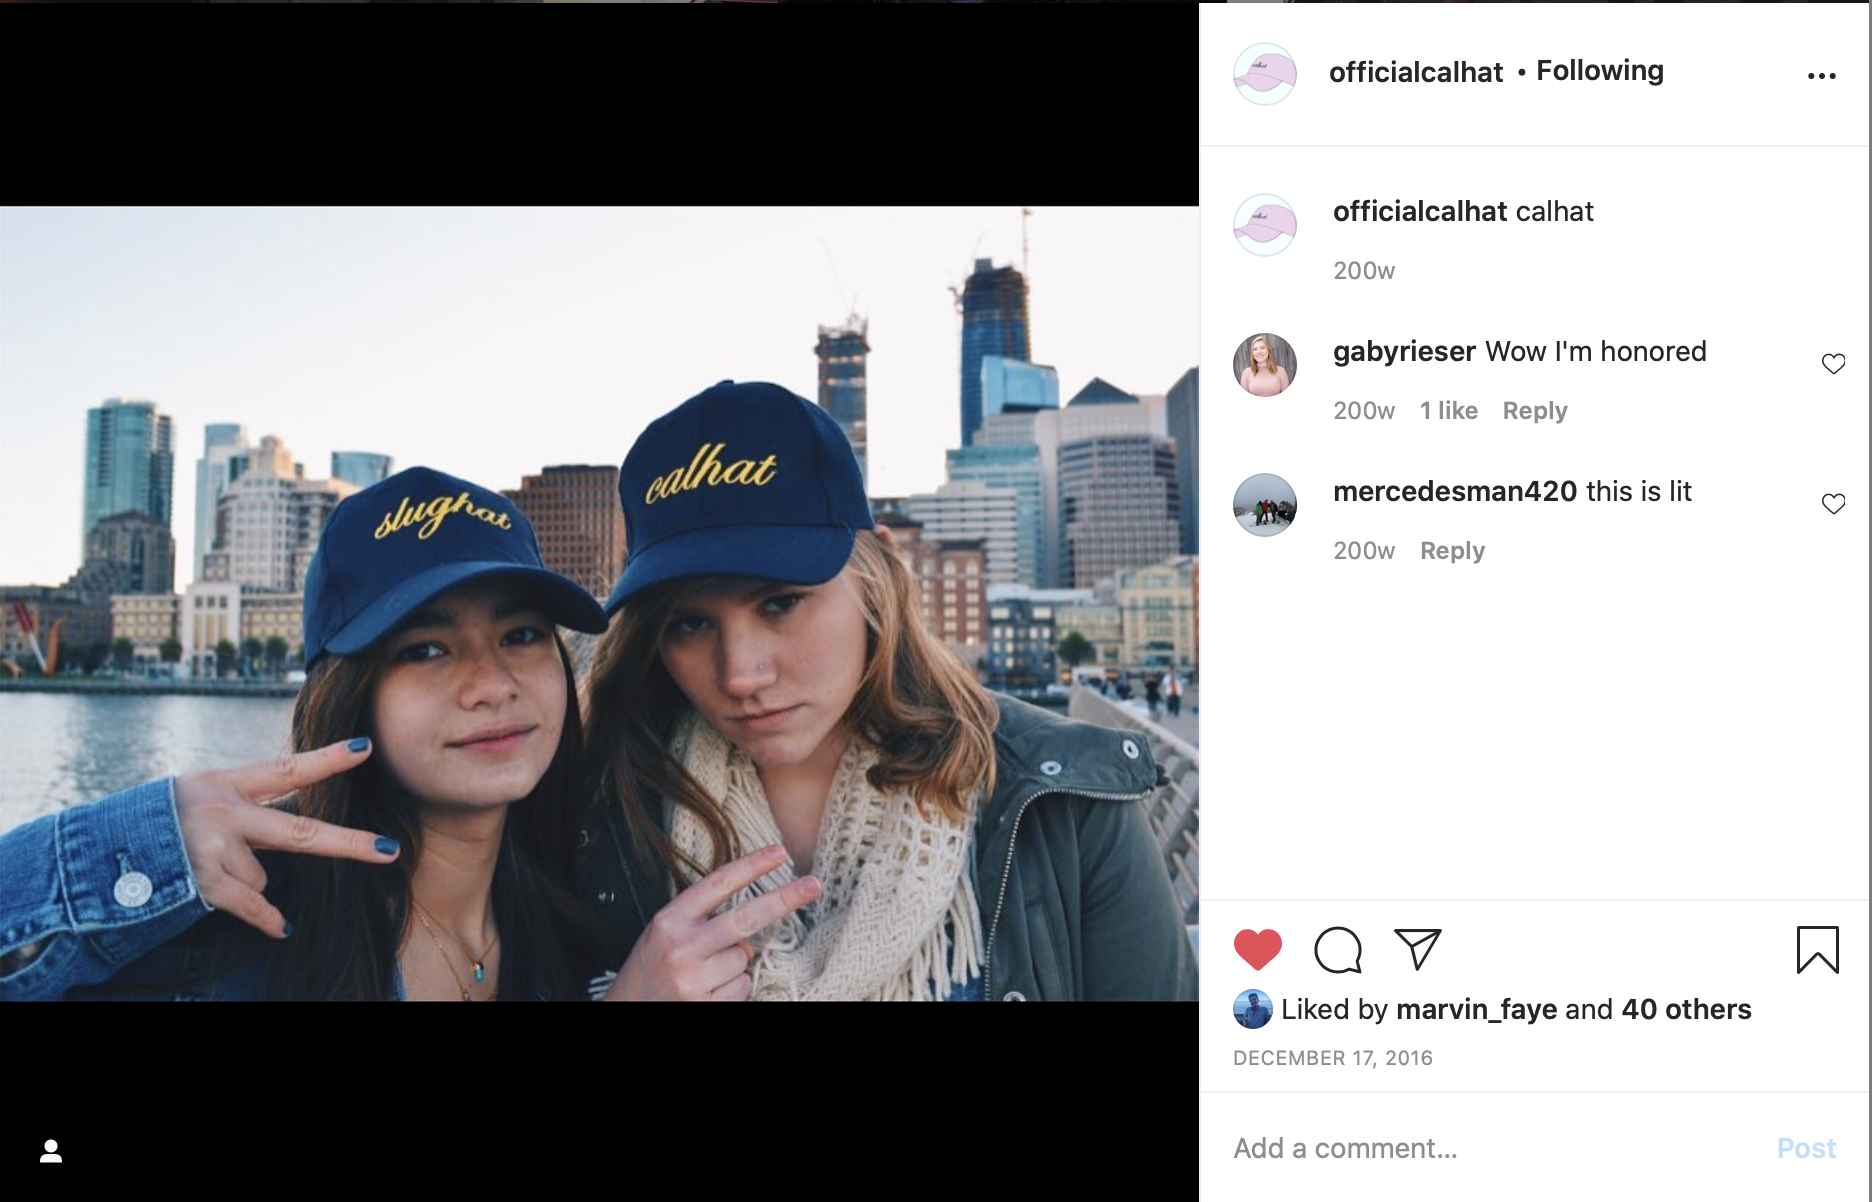 slughat
calhat
officialcalhat • Following
officialcalhat calhat
200w
gabyrieser Wow I'm honored
200w 1 like Reply
mercedesman420 this is lit
200w Reply
Liked by marvin_faye and 40 others
DECEMBER 17, 2016
Add a comment...
Post